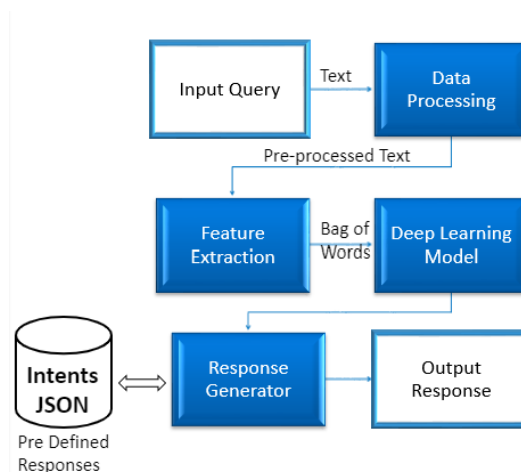 Input Query
Text
Data
Processing
Pre-processed Text
Feature
Extraction
Bag of
Words
Deep Learning
Model
Intents
JSON
Response
Generator
Output
Response
Pre Defined
Responses